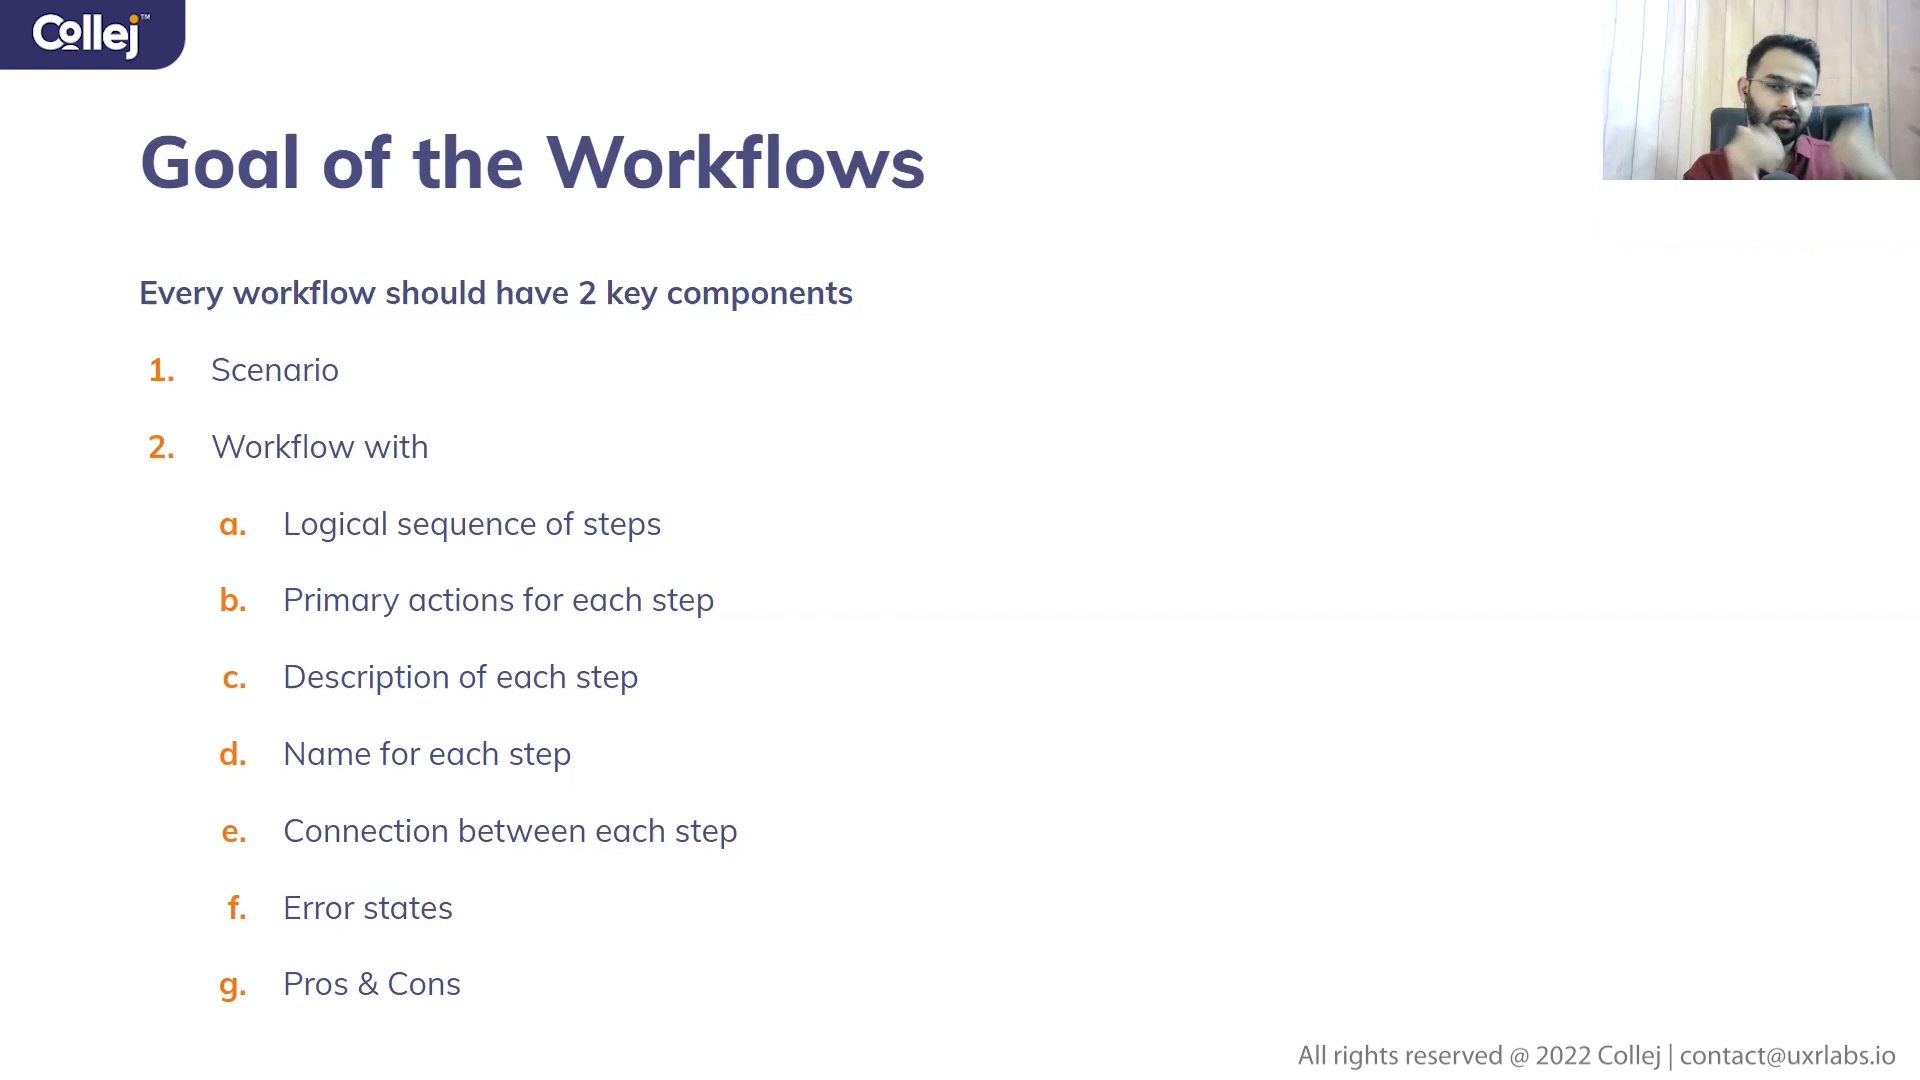 Collej™
Goal of the Workflows
Every workflow should have 2 key components
1. Scenario
2. Workflow with
a. Logical sequence of steps
b. Primary actions for each step
c. Description of each step
d. Name for each step
e. Connection between each step
f. Error states
g. Pros & Cons
All rights reserved @ 2022 Collej | contact@uxrlabs.io